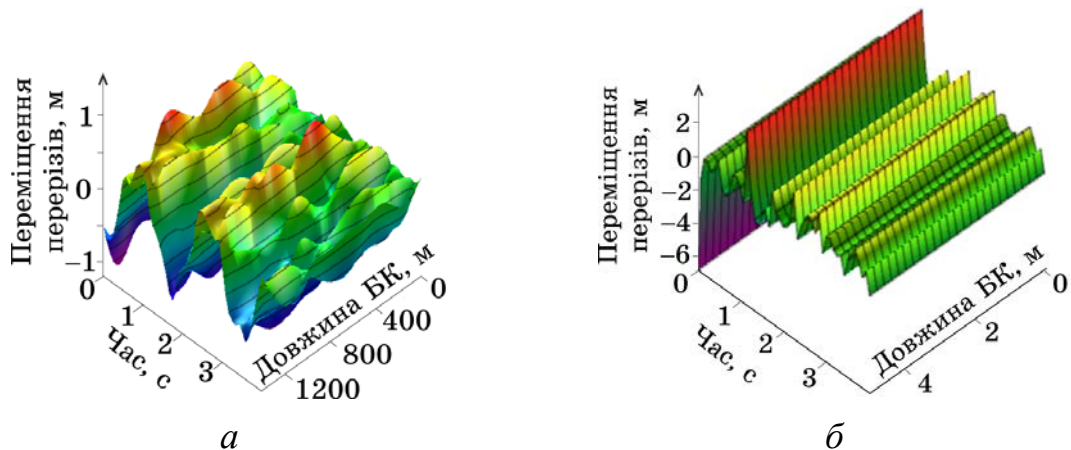 Переміщення
перерізів, м
1
0
−1
0
1
2
3
Час, с
Довжина БК, м
0
400
800
1200
а
Переміщення
перерізів, м
2
0
−2
−4
−6
0
1
2
3
Час, с
Довжина БК, м
0
2
4
б